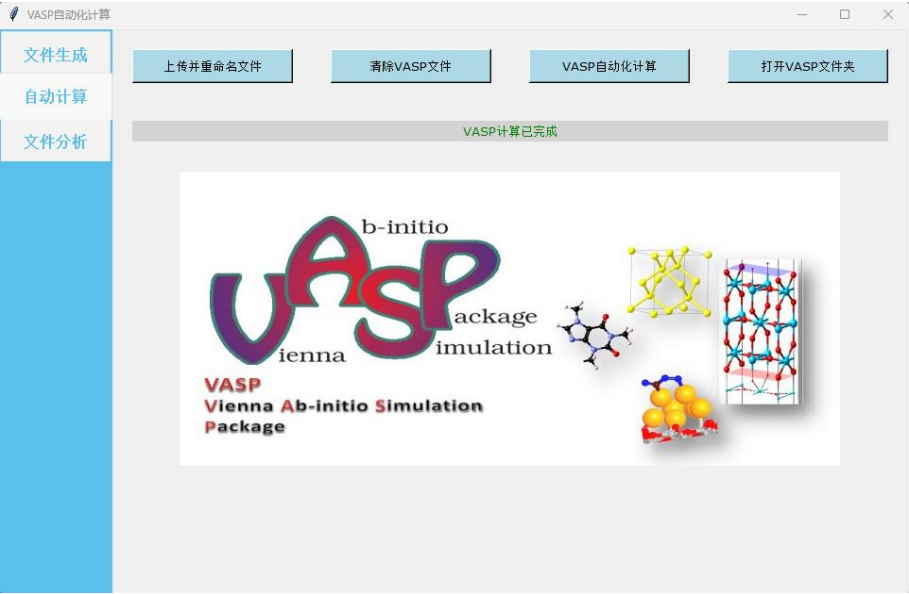 VASP自动化计算
文件生成
自动计算
文件分析
上传并重命名文件
清除VASP文件
VASP自动化计算
打开VASP文件夹
VASP计算已完成
VASP
b-initio
ackage
ienna
imulation
VASP
Vienna Ab-initio Simulation
Package